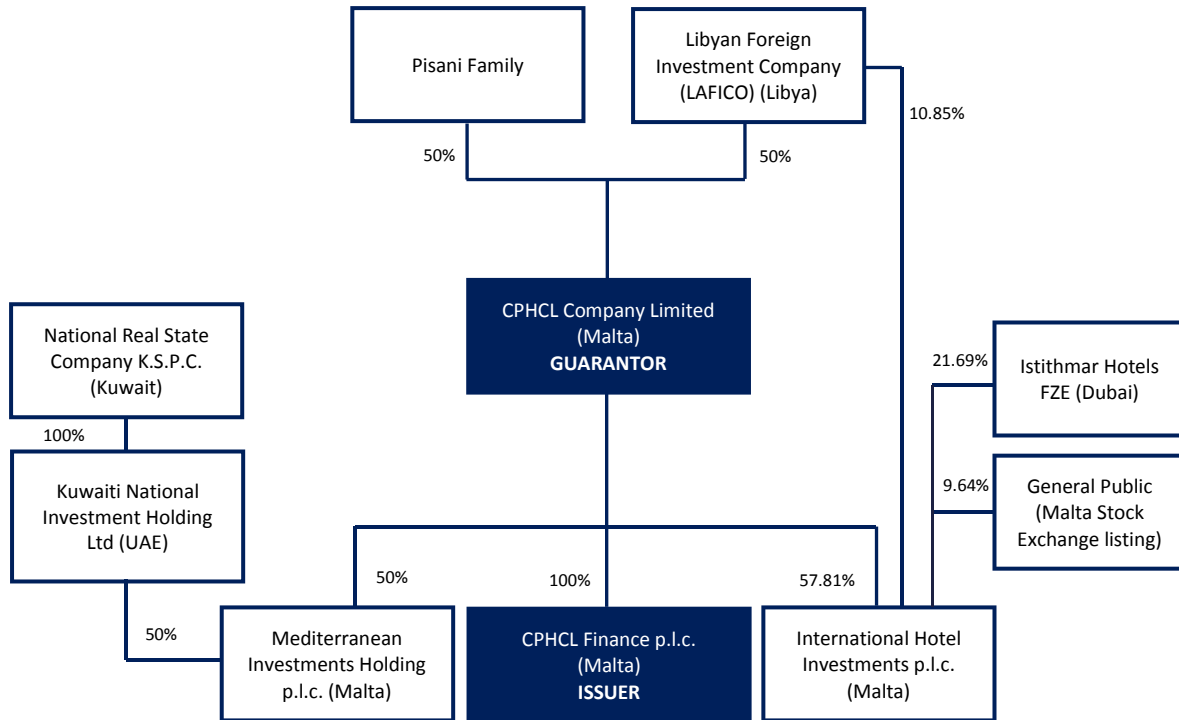 Pisani Family
Libyan Foreign
Investment Company
(LAFICO) (Libya)
10.85%
50%
50%
CPHCL Company Limited
(Malta)
GUARANTOR
National Real State
Company K.S.P.C.
(Kuwait)
100%
Kuwaiti National
Investment Holding
Ltd (UAE)
21.69%
Istithmar Hotels
FZE (Dubai)
9.64%
General Public
(Malta Stock
Exchange listing)
50%
100%
57.81%
50%
Mediterranean
Investments Holding
p.l.c. (Malta)
CPHCL Finance p.l.c.
(Malta)
ISSUER
International Hotel
Investments p.l.c.
(Malta)